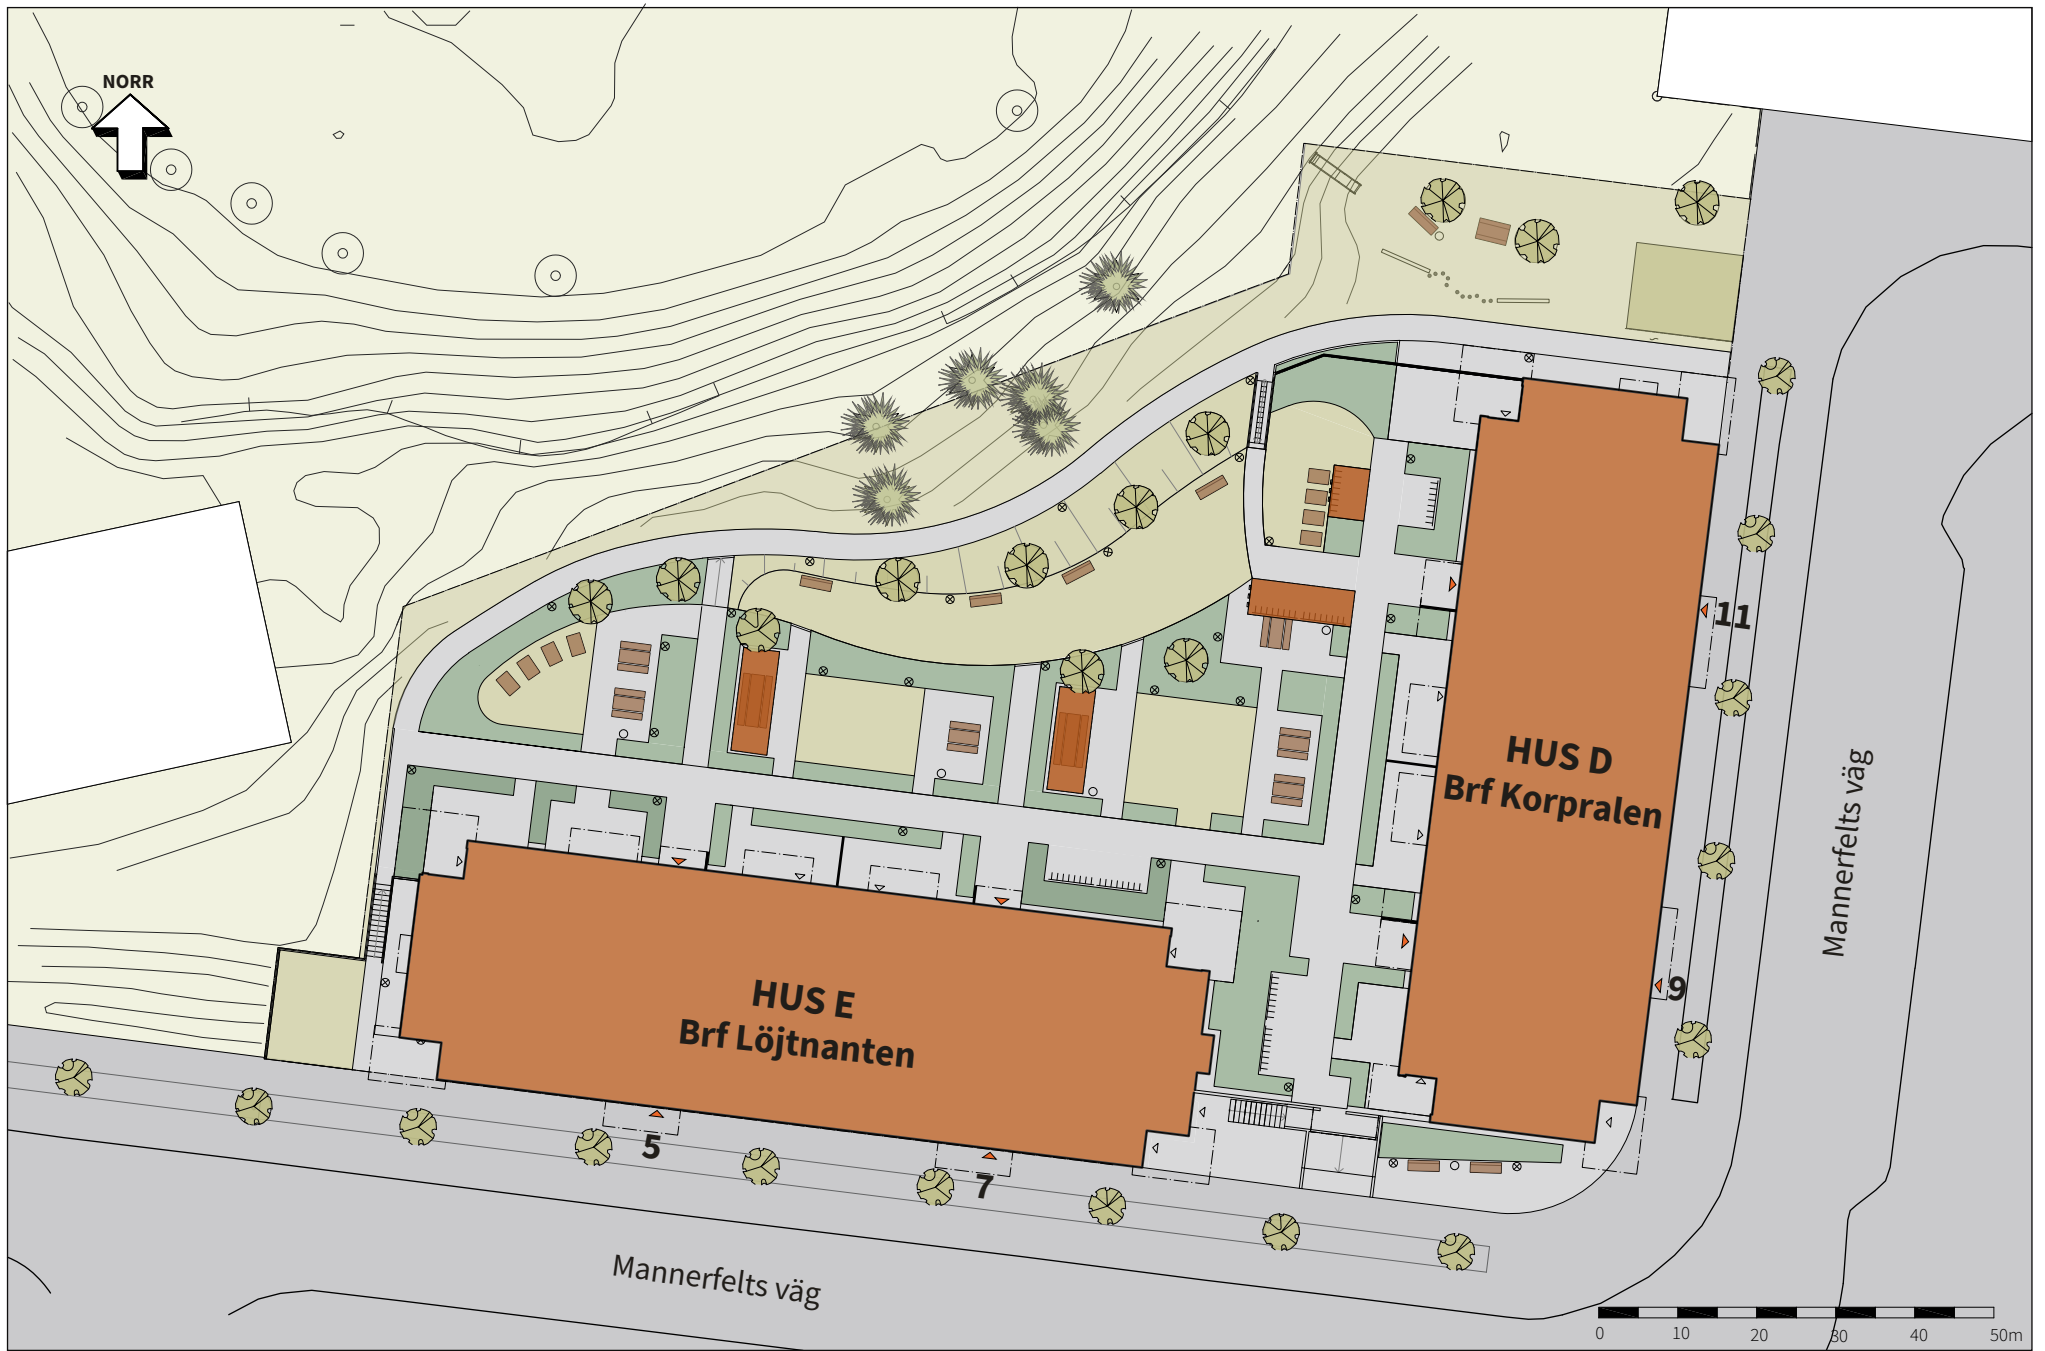 NORR
11
HUS D
Brf Korpralen
Mannerfelts väg
9
HUS E
Brf Löjtnanten
5
7
Mannerfelts väg
0 10 20 30 40 50m